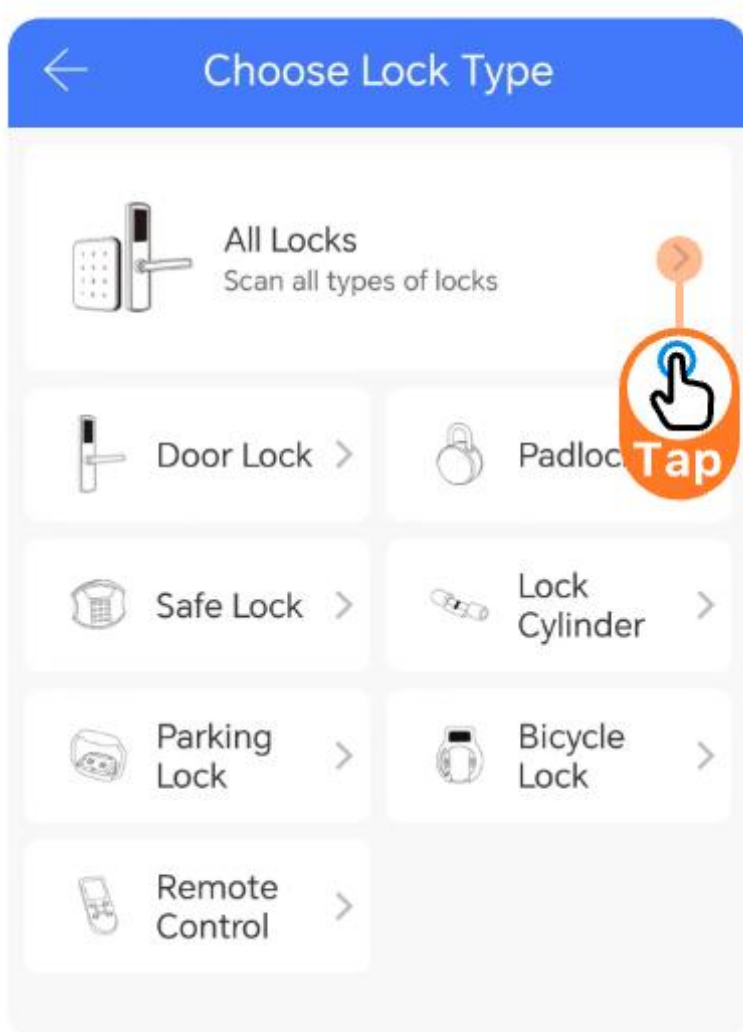 Choose Lock Type
All Locks
Scan all types of locks
Door Lock
Padloc
Tap
Safe Lock
Lock
Cylinder
Parking
Lock
Bicycle
Lock
Remote
Control